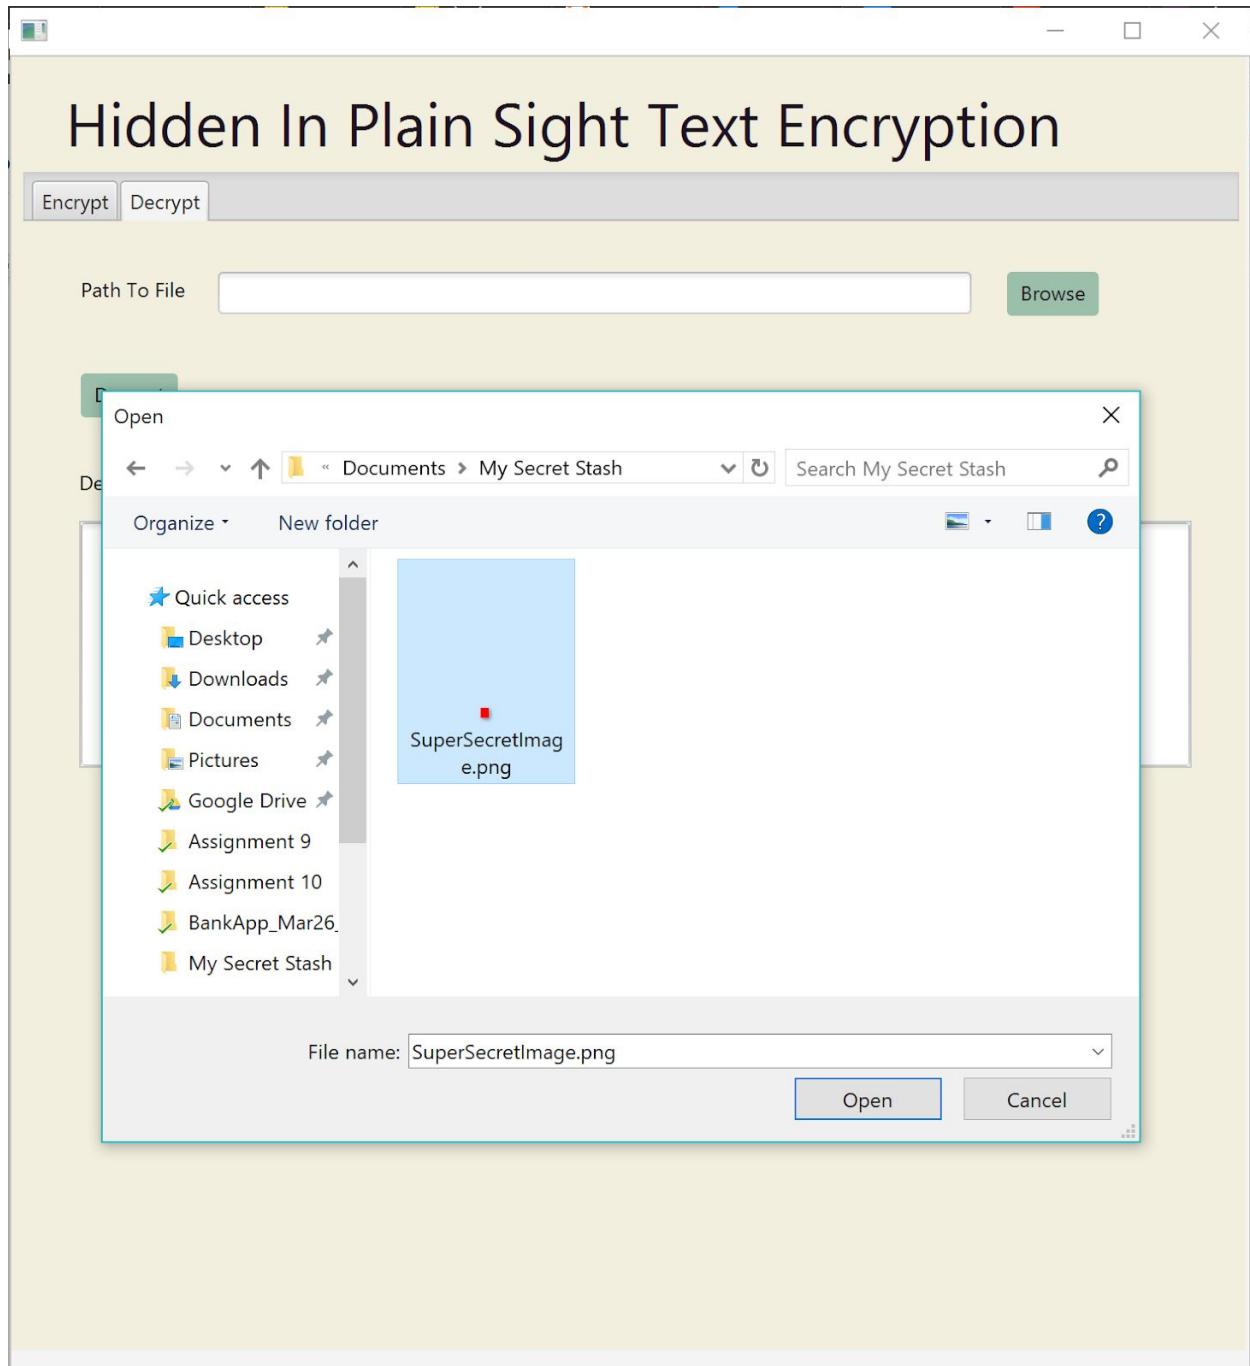 Hidden In Plain Sight Text Encryption
Encrypt Decrypt
Path To File Browse
Open
« Documents > My Secret Stash Search My Secret Stash
De
Organize New folder ?
Quick access
Desktop
Downloads
Documents
Pictures
Google Drive
Assignment 9
Assignment 10
BankApp_Mar26_
My Secret Stash
SuperSecretImag
e.png
File name: SuperSecretImage.png
Open Cancel